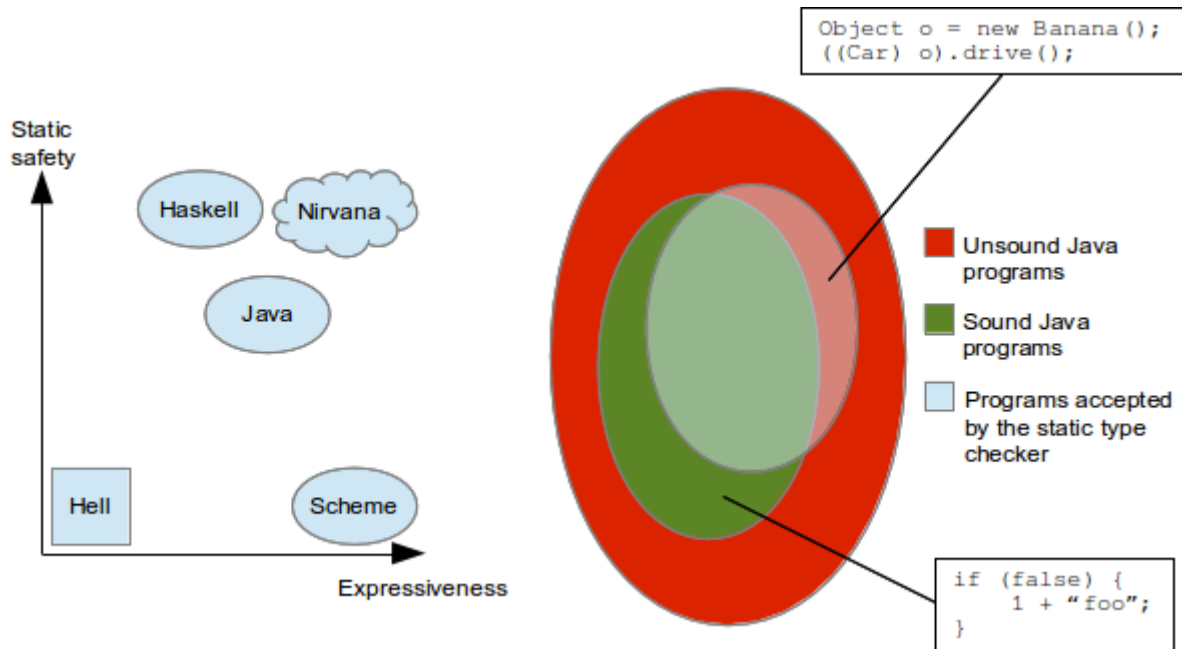 Object o = new Banana();
((Car) o).drive();
Static
safety
Haskell
Nirvana
Java
Hell
Scheme
Expressiveness
Unsound Java
programs
Sound Java
programs
Programs accepted
by the static type
checker
if (false) {
    1 + “foo”;
}